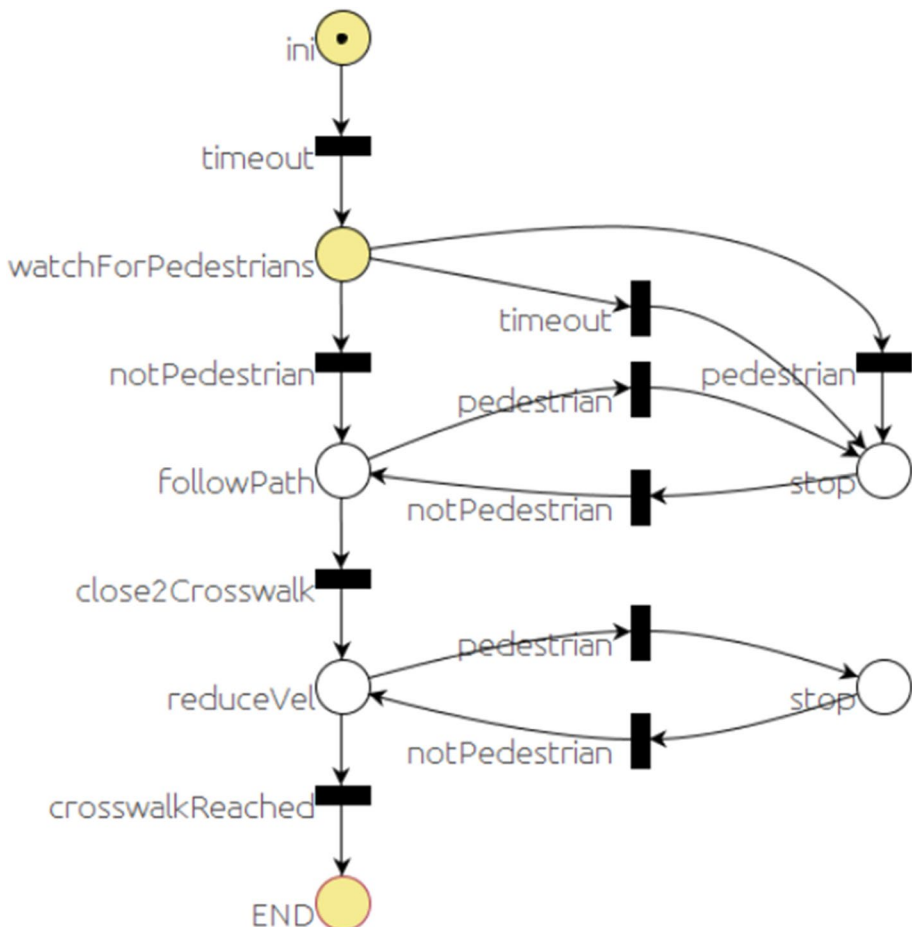 ini
timeout
watchForPedestrians
timeout
notPedestrian
pedestrian
pedestrian
followPath
stop
notPedestrian
close2Crosswalk
pedestrian
reduceVel
stop
notPedestrian
crosswalkReached
END